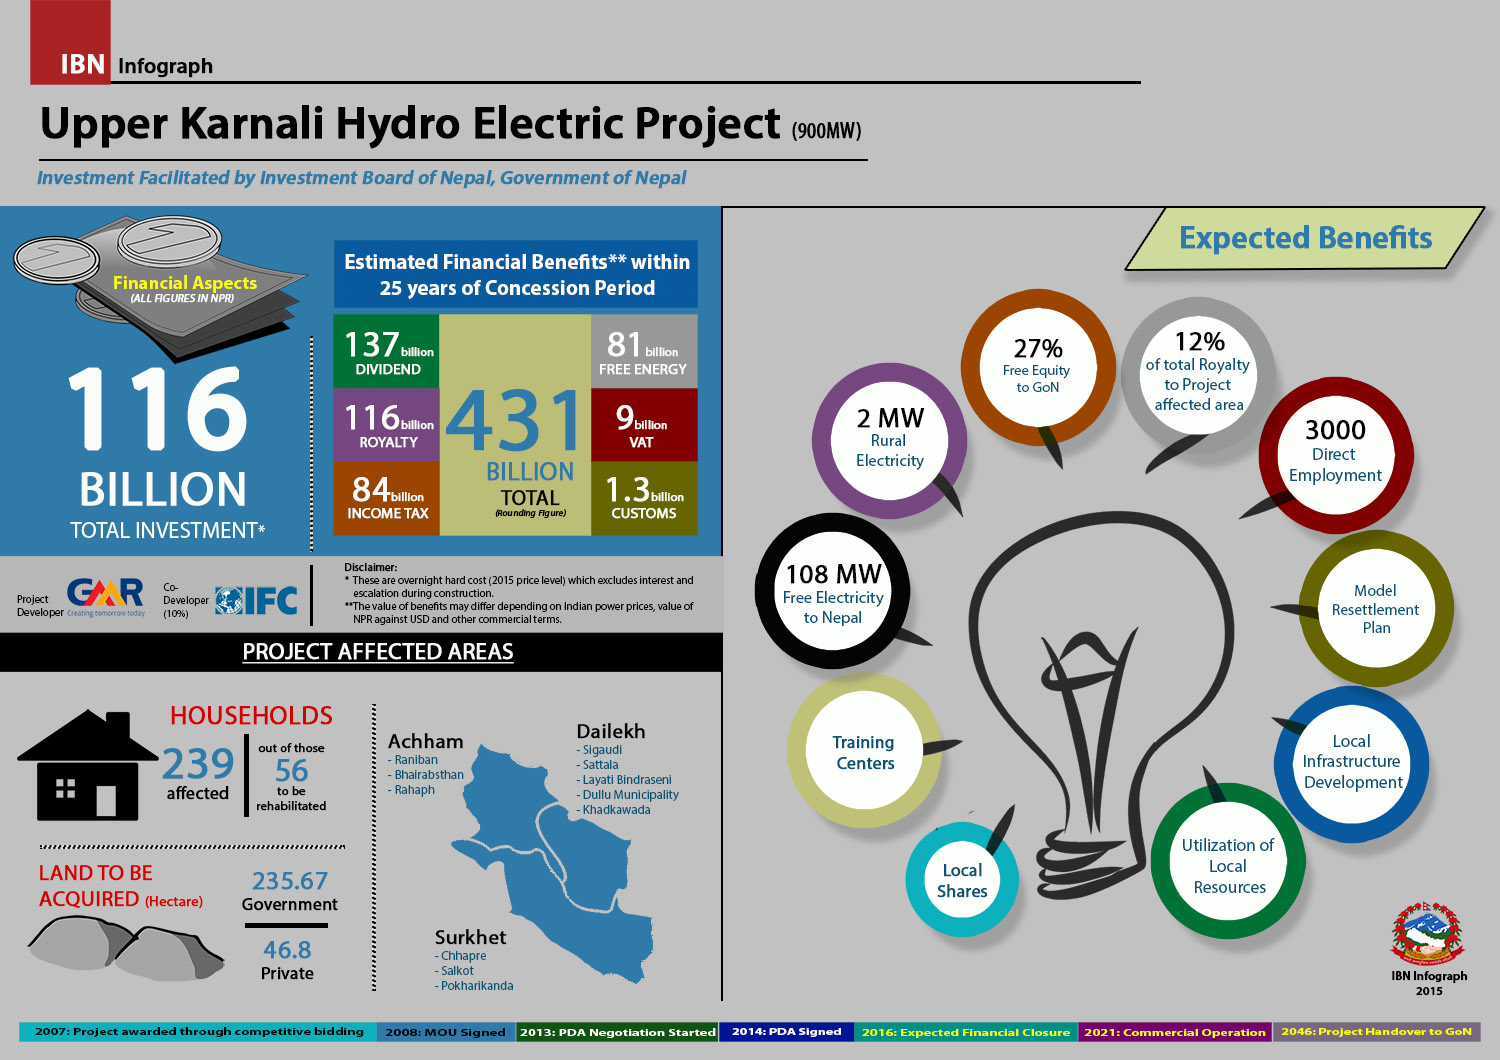 IBN Infograph
Upper Karnali Hydro Electric Project (900MW)
Investment Facilitated by Investment Board of Nepal, Government of Nepal
Financial Aspects
(ALL FIGURES IN NPR)
116
BILLION
TOTAL INVESTMENT*
Estimated Financial Benefits** within
25 years of Concession Period
137 billion
DIVIDEND
116 billion
ROYALTY
84 billion
INCOME TAX
431
BILLION
TOTAL
(Rounding Figure)
81 billion
FREE ENERGY
9 billion
VAT
1.3 billion
CUSTOMS
Project
Developer
GMR
Creating tomorrow today
Co-
Developer
(10%)
IFC
Disclaimer:
* These are overnight hard cost (2015 price level) which excludes interest and
escalation during construction.
**The value of benefits may differ depending on Indian power prices, value of
NPR against USD and other commercial terms.
PROJECT AFFECTED AREAS
HOUSEHOLDS
239
affected
out of those
56
to be
rehabilitated
LAND TO BE
ACQUIRED (Hectare)
235.67
Government
46.8
Private
Achham
- Raniban
- Bhairabsthan
- Rahaph
Dailekh
- Sigaudi
- Sattala
- Layati Bindraseni
- Dullu Municipality
- Khadkawada
Surkhet
- Chhapre
- Salkot
- Pokharikanda
Expected Benefits
27%
Free Equity
to GoN
12%
of total Royalty
to Project
affected area
2 MW
Rural
Electricity
3000
Direct
Employment
108 MW
Free Electricity
to Nepal
Model
Resettlement
Plan
Training
Centers
Local
Infrastructure
Development
Local
Shares
Utilization of
Local
Resources
IBN Infograph
2015
2007: Project awarded through competitive bidding
2008: MOU Signed
2013: PDA Negotiation Started
2014: PDA Signed
2016: Expected Financial Closure
2021: Commercial Operation
2046: Project Handover to GoN